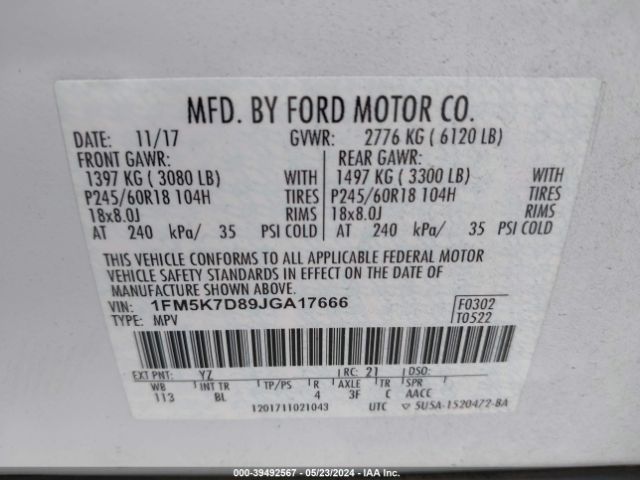 MFD. BY FORD MOTOR CO.
DATE: 11/17 GVWR: 2776 KG ( 6120 LB)
FRONT GAWR: REAR GAWR:
1397 KG ( 3080 LB) WITH 1497 KG ( 3300 LB) WITH
P245/60R18 104H TIRES P245/60R18 104H TIRES
18x8.0J RIMS 18x8.0J RIMS
AT 240 kPa/ 35 PSI COLD AT 240 kPa/ 35 PSI COLD
THIS VEHICLE CONFORMS TO ALL APPLICABLE FEDERAL MOTOR
VEHICLE SAFETY STANDARDS IN EFFECT ON THE DATE OF
MANUFACTURE SHOWN ABOVE.
VIN: 1FM5K7D89JGA17666 F0302
TYPE: MPV T0522
EXT PNT: YZ RC: 21 DSO:
WB INT TR TP/PS R AXLE TR SPR
113 BL 4 3F C AACC
1201711021043 UTC 5USA-1520472-BA
000-39492567 - 05/23/2024 - IAA Inc.